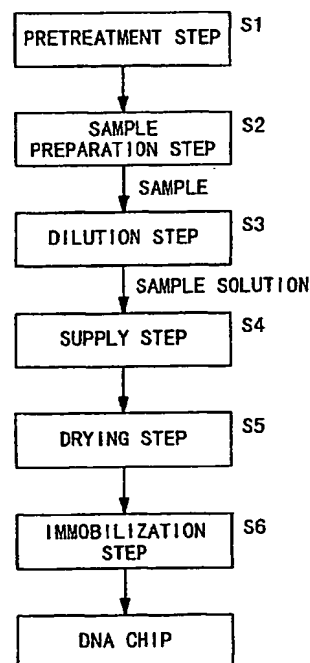 PRETREATMENT STEP
S1
SAMPLE
PREPARATION STEP
S2
SAMPLE
DILUTION STEP
S3
SAMPLE SOLUTION
SUPPLY STEP
S4
DRYING STEP
S5
IMMOBILIZATION
STEP
S6
DNA CHIP